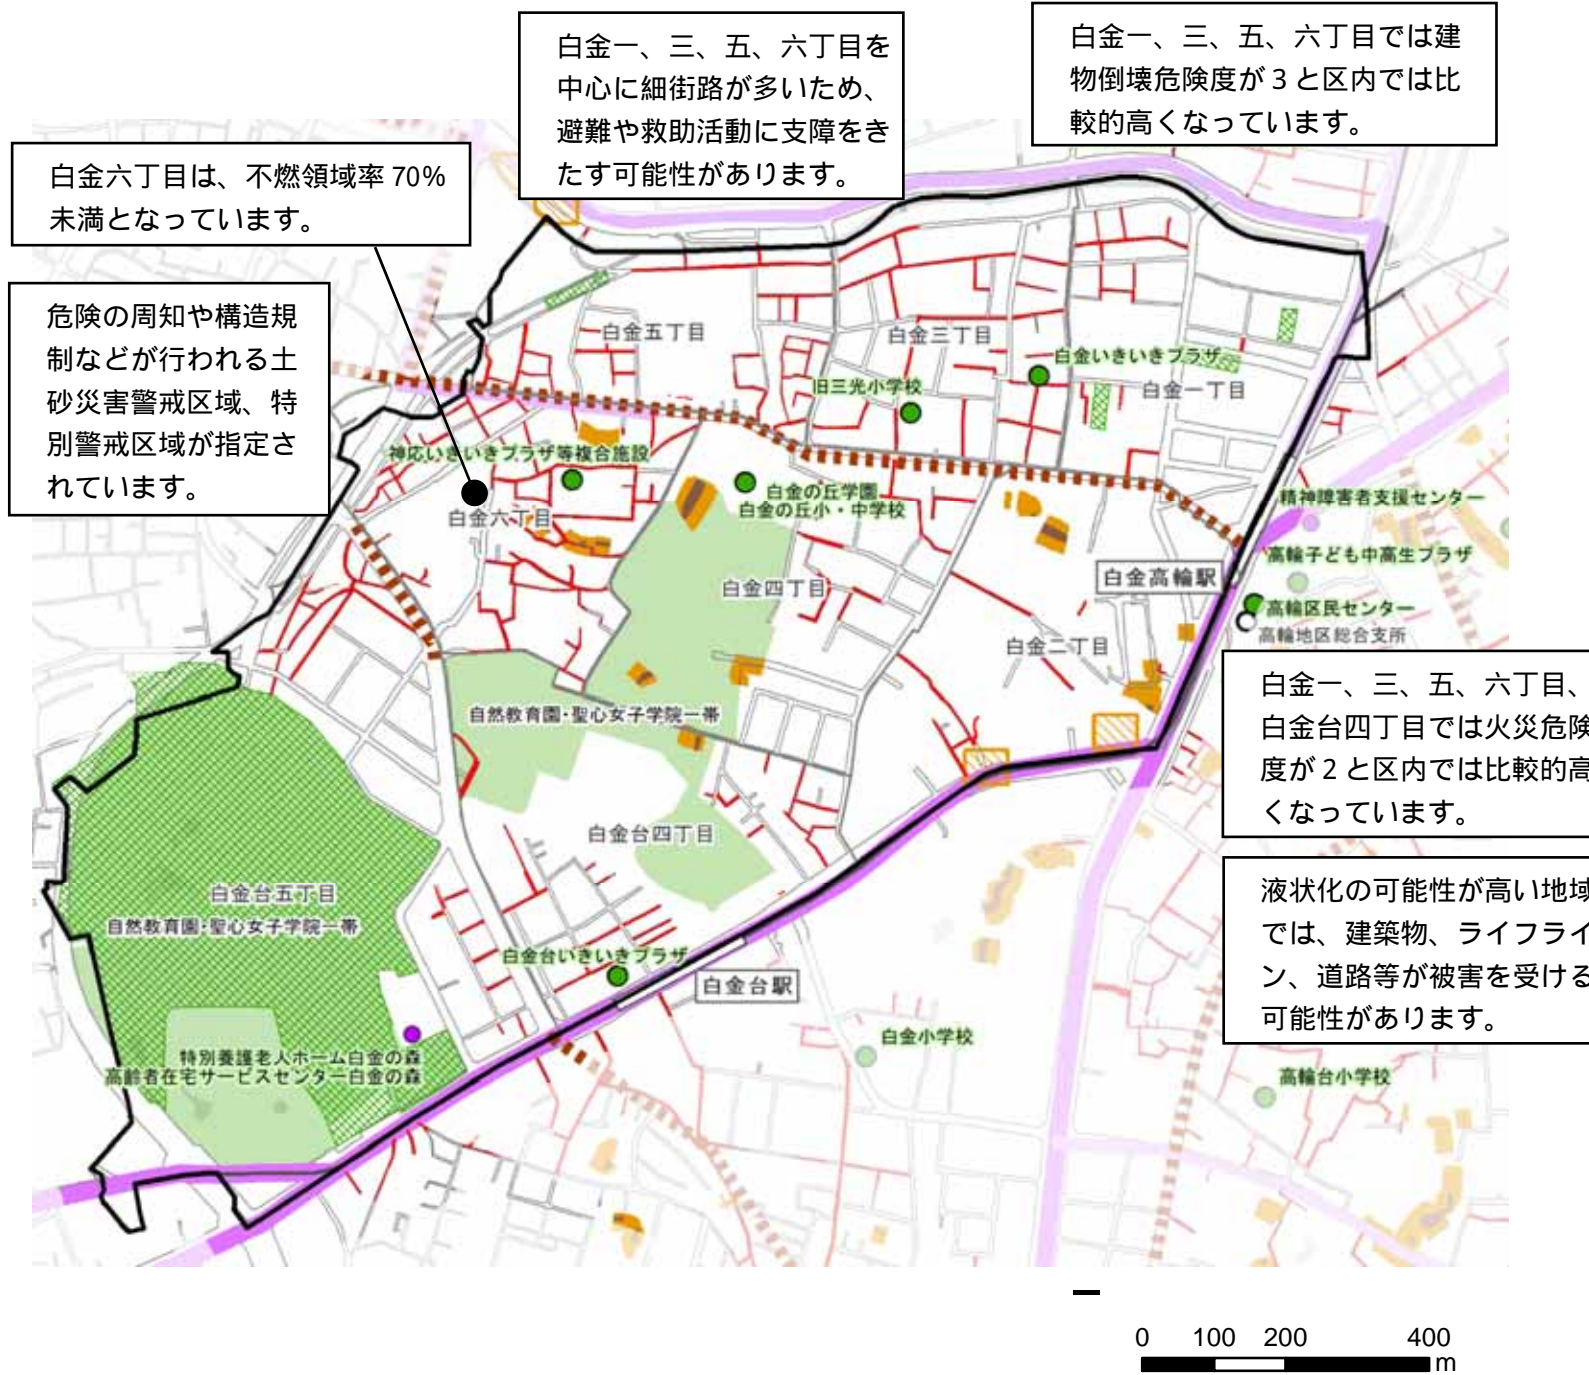 白金一、三、五、六丁目を
中心に細街路が多いため、
避難や救助活動に支障をき
たす可能性があります。
白金一、三、五、六丁目では建
物倒壊危険度が3と区内では比
較的高くなっています。
白金六丁目は、不燃領域率70%
未満となっています。
危険の周知や構造規
制などが行われる土
砂災害警戒区域、特
別警戒区域が指定さ
れています。
白金五丁目
白金三丁目
白金いきいきプラザ
旧三光小学校
白金一丁目
神応いきいきプラザ等複合施設
白金の丘学園
白金の丘小・中学校
白金六丁目
精神障害者支援センター
高輪子ども中高生プラザ
白金高輪駅
白金四丁目
高輪区民センター
高輪地区総合支所
白金二丁目
白金一、三、五、六丁目、
白金台四丁目では火災危険
度が2と区内では比較的高
くなっています。
自然教育園・聖心女子学院一帯
白金台四丁目
白金台五丁目
自然教育園・聖心女子学院一帯
液状化の可能性が高い地域
では、建築物、ライフライ
ン、道路等が被害を受ける
可能性があります。
白金台いきいきプラザ
白金台駅
白金小学校
特別養護老人ホーム白金の森
高齢者在宅サービスセンター白金の森
高輪台小学校
0 100 200 400
m